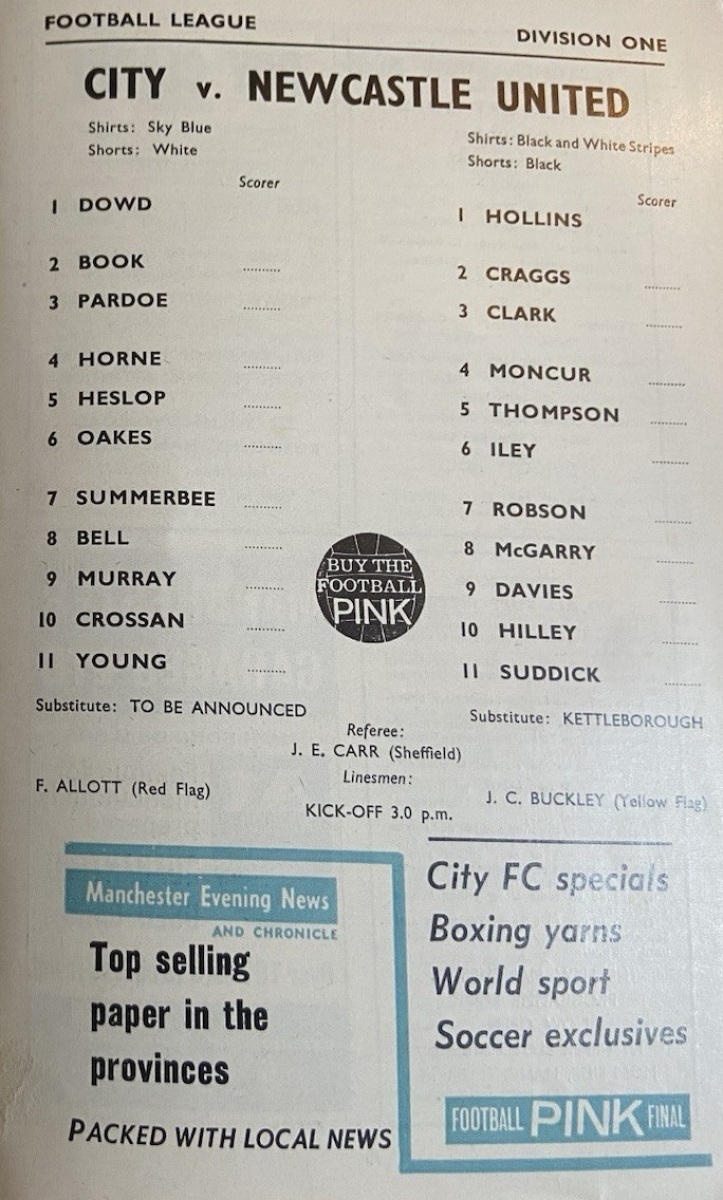 FOOTBALL LEAGUE
DIVISION ONE
CITY v. NEWCASTLE UNITED
Shirts: Sky Blue
Shorts: White
Shirts: Black and White Stripes
Shorts: Black
Scorer
1 DOWD
2 BOOK ..........
3 PARDOE ..........
4 HORNE ..........
5 HESLOP ..........
6 OAKES ..........
7 SUMMERBEE ..........
8 BELL ..........
9 MURRAY ..........
10 CROSSAN ..........
11 YOUNG ..........
Substitute: TO BE ANNOUNCED
Scorer
1 HOLLINS
2 CRAGGS ..........
3 CLARK ..........
4 MONCUR ..........
5 THOMPSON ..........
6 ILEY ..........
7 ROBSON ..........
8 McGARRY ..........
9 DAVIES ..........
10 HILLEY ..........
11 SUDDICK ..........
Substitute: KETTLEBOROUGH
BUY THE
FOOTBALL
PINK
Referee:
J. E. CARR (Sheffield)
Linesmen:
F. ALLOTT (Red Flag)
J. C. BUCKLEY (Yellow Flag)
KICK-OFF 3.0 p.m.
Manchester Evening News
AND CHRONICLE
Top selling
paper in the
provinces
PACKED WITH LOCAL NEWS
City FC specials
Boxing yarns
World sport
Soccer exclusives
FOOTBALL PINK FINAL